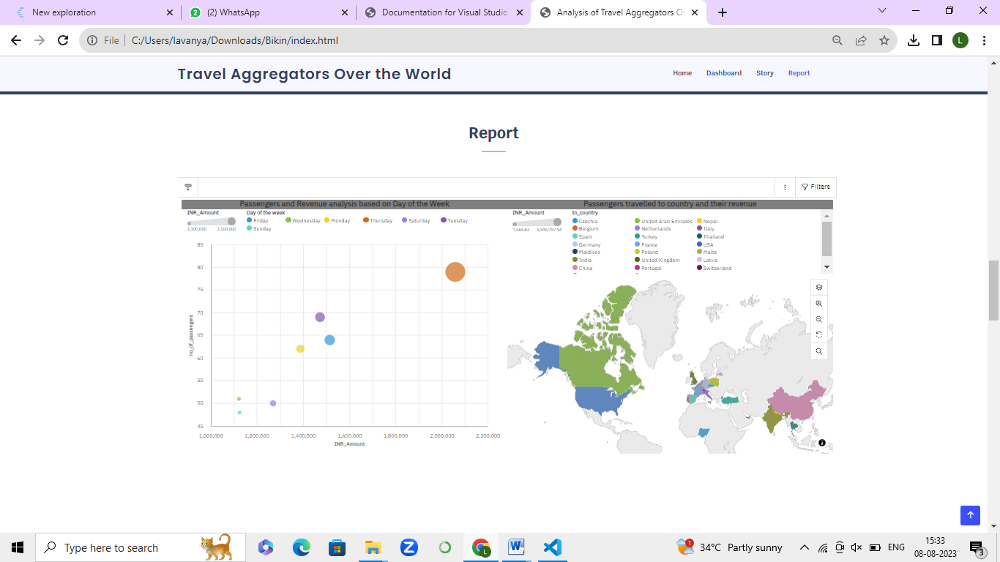 New exploration
(2) WhatsApp
Documentation for Visual Studio
Analysis of Travel Aggregators O
File C:/Users/lavanya/Downloads/Bikin/index.html
L
Travel Aggregators Over the World
Home Dashboard Story Report
Report
Filters
Passengers and Revenue analysis based on Day of the Week
INR_Amount
1,100,000 2,100,000
Day of the week
Friday Wednesday Monday Thursday Saturday Tuesday
Sunday
85
80
75
70
65
60
55
50
45
no_of_passengers
1,000,000 1,200,000 1,400,000 1,600,000 1,800,000 2,000,000 2,200,000
INR_Amount
Passengers travelled to country and their revenue
INR_Amount
7,565.62 3,545,757.94
to_country
Czechia United Arab Emirates Nepal
Belgium Netherlands Italy
Spain Turkey Thailand
Germany France USA
Maldives Poland Malta
India United Kingdom Latvia
China Portugal Switzerland
Type here to search
L
1
34°C Partly sunny
ENG
15:33
08-08-2023
3